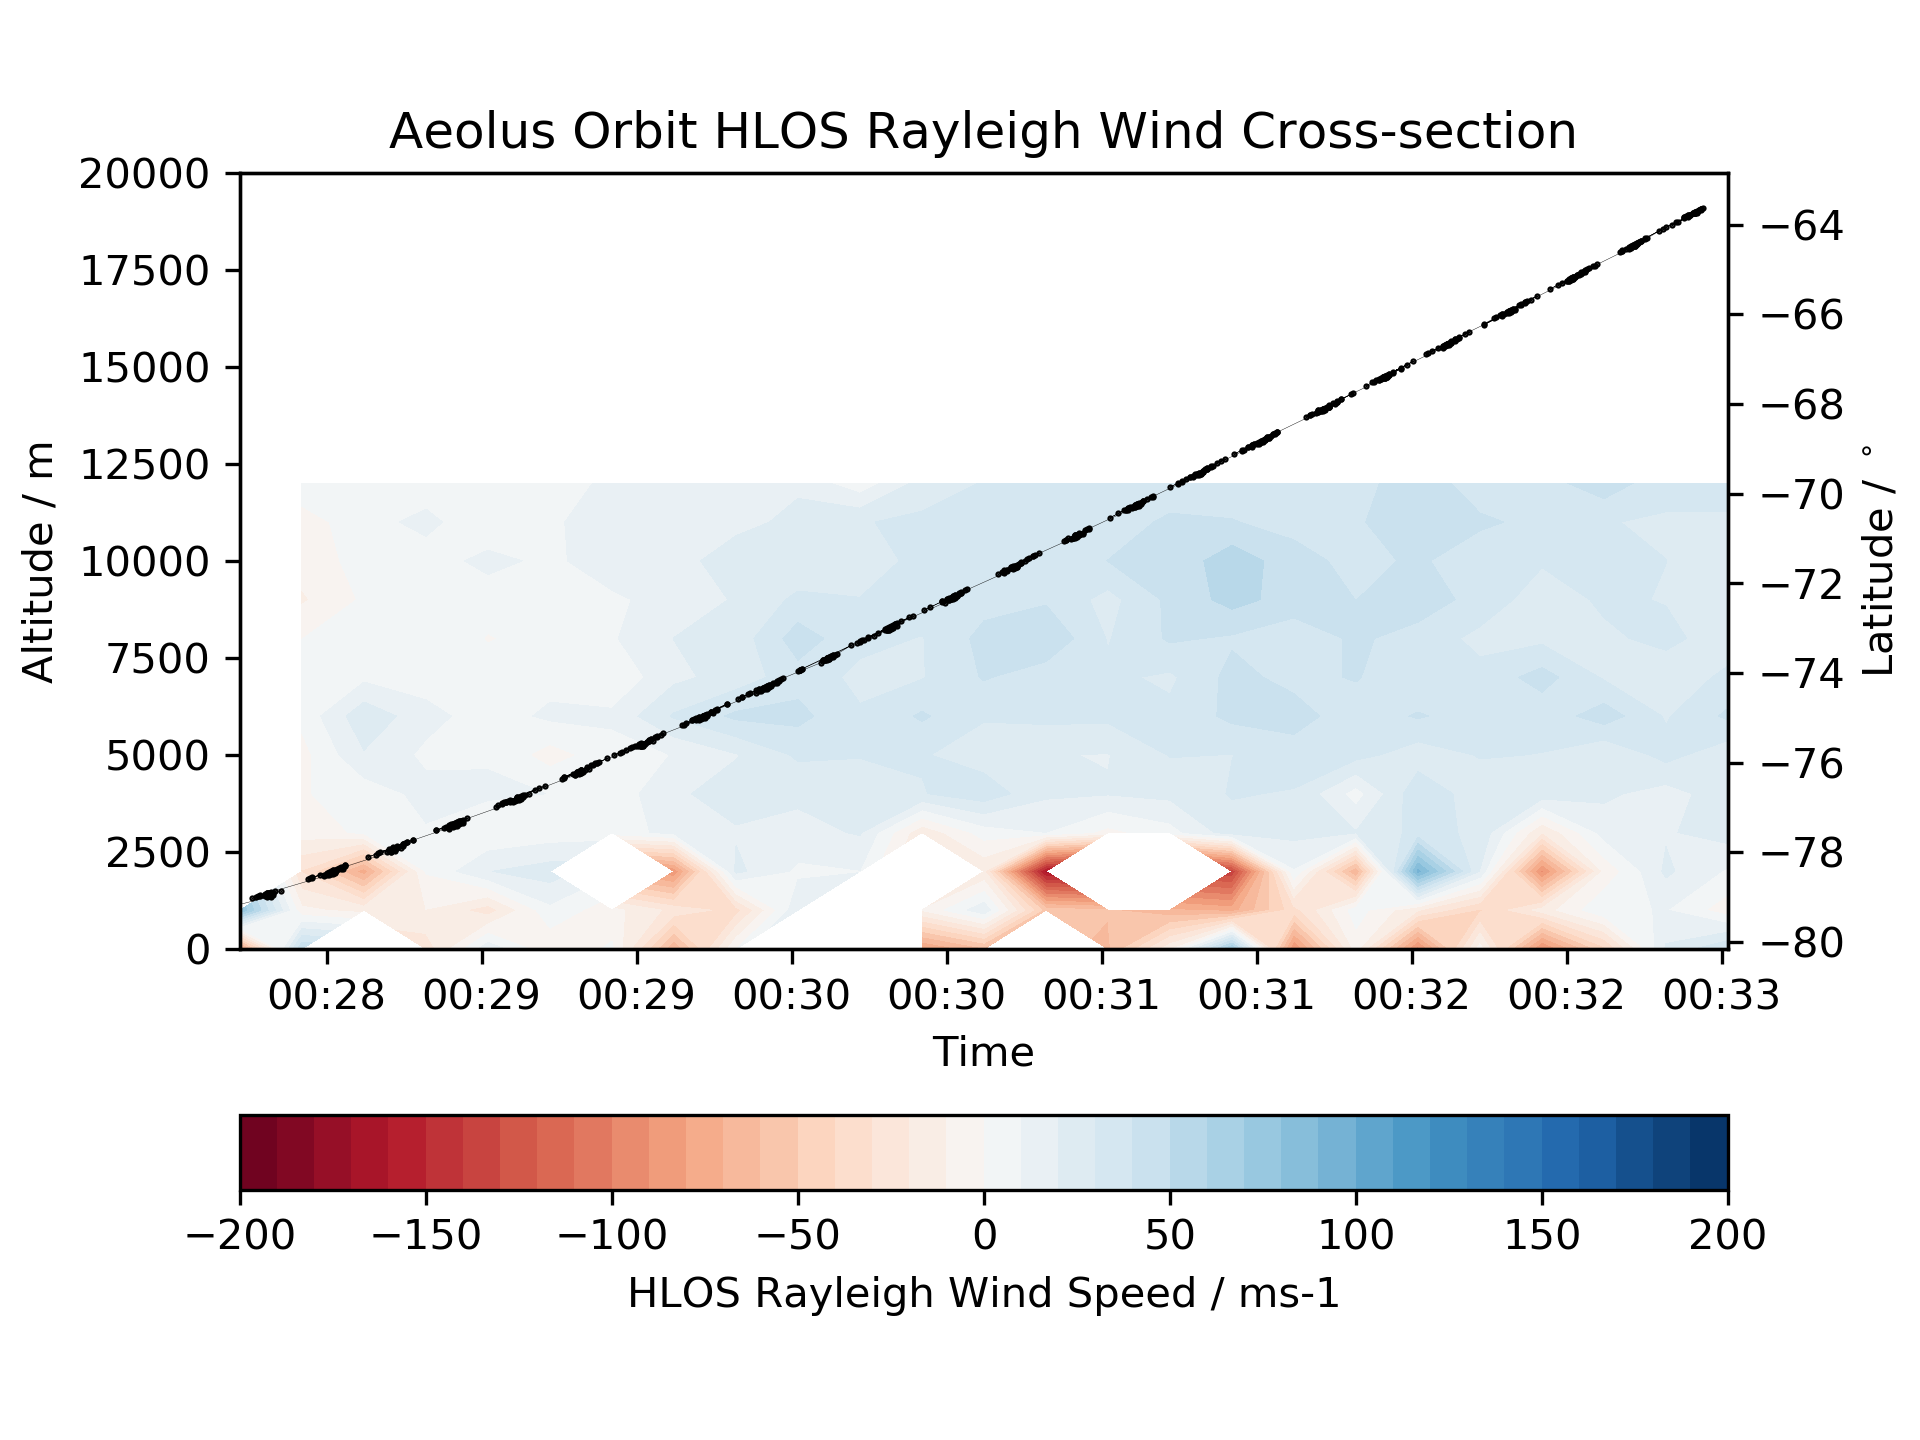 Aeolus Orbit HLOS Rayleigh Wind Cross-section
20000
17500
15000
12500
10000
7500
5000
2500
0
Altitude / m
−64
−66
−68
−70
−72
−74
−76
−78
−80
Latitude / °
00:28 00:29 00:29 00:30 00:30 00:31 00:31 00:32 00:32 00:33
Time
−200 −150 −100 −50 0 50 100 150 200
HLOS Rayleigh Wind Speed / ms-1